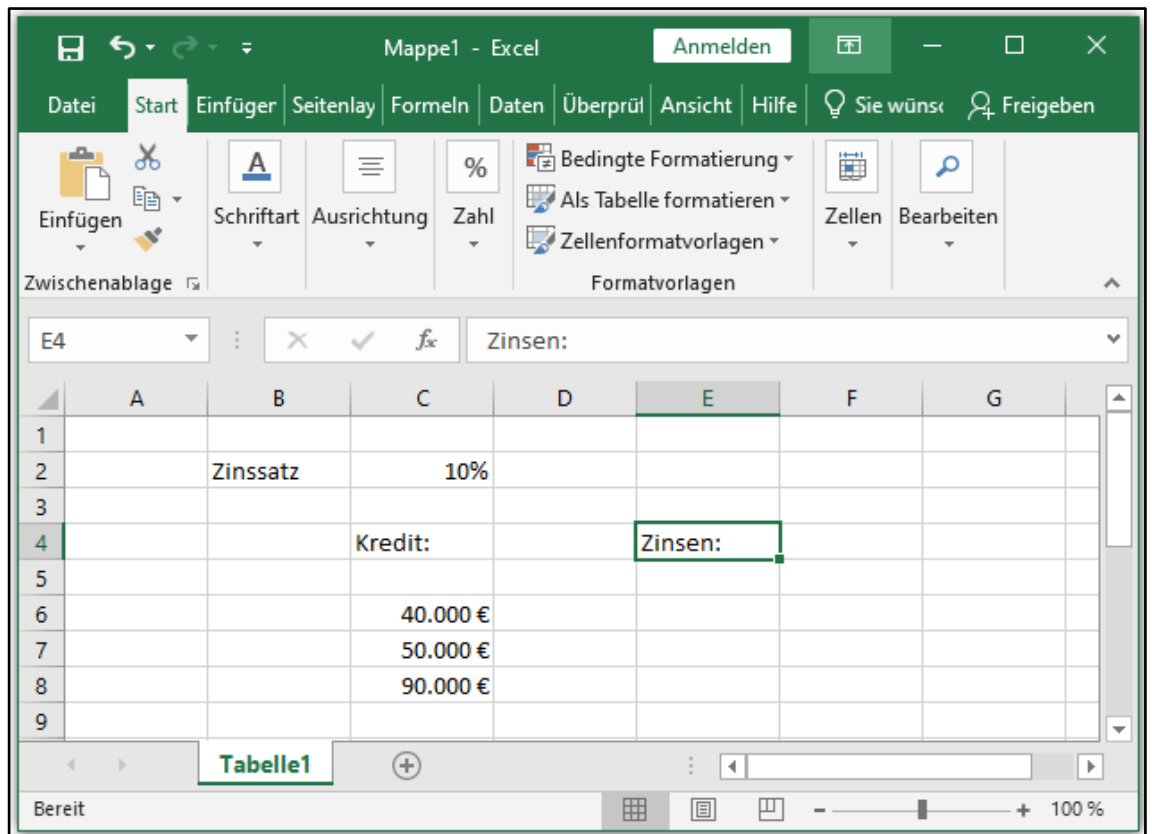 Mappe1 - Excel Anmelden
Datei Start Einfüger Seitenlay Formeln Daten Überprüf Ansicht Hilfe Sie wünsc Freigeben
Einfügen Schriftart Ausrichtung % Zahl Bedingte Formatierung Zellen Bearbeiten
Als Tabelle formatieren
Zellenformatvorlagen
Zwischenablage Formatvorlagen
E4 fx Zinsen:
A B C D E F G
1
2 Zinssatz 10%
3
4 Kredit: Zinsen:
5
6 40.000 €
7 50.000 €
8 90.000 €
9
Tabelle1
Bereit 100 %